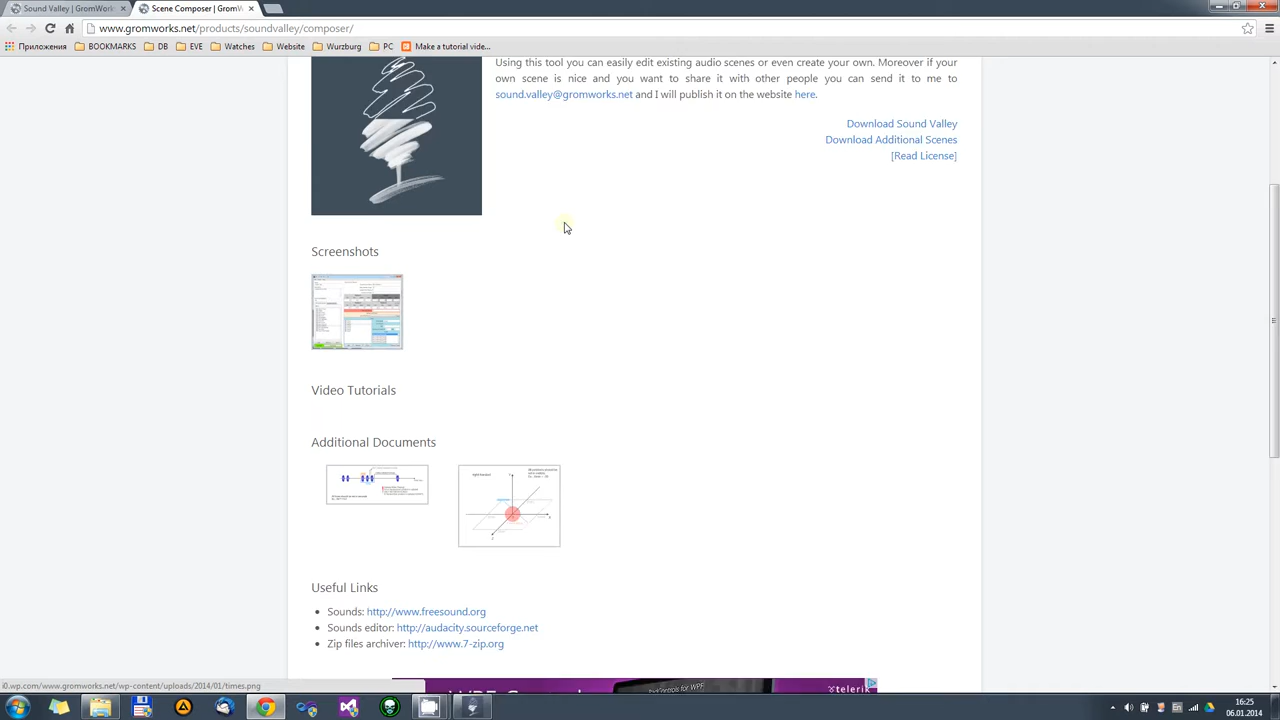 Sound Valley | GromWorks
Scene Composer | GromW
www.gromworks.net/products/soundvalley/composer/
Приложения
BOOKMARKS
DB
EVE
Watches
Website
Wurzburg
PC
Make a tutorial vide...
Using this tool you can easily edit existing audio scenes or even create your own. Moreover if your
own scene is nice and you want to share it with other people you can send it to me to
sound.valley@gromworks.net and I will publish it on the website here.
Download Sound Valley
Download Additional Scenes
[Read License]
Screenshots
Video Tutorials
Additional Documents
Useful Links
Sounds: http://www.freesound.org
Sounds editor: http://audacity.sourceforge.net
Zip files archiver: http://www.7-zip.org
i0.wp.com/www.gromworks.net/wp-content/uploads/2014/01/times.png
telerik
EN
16:25
06.01.2014